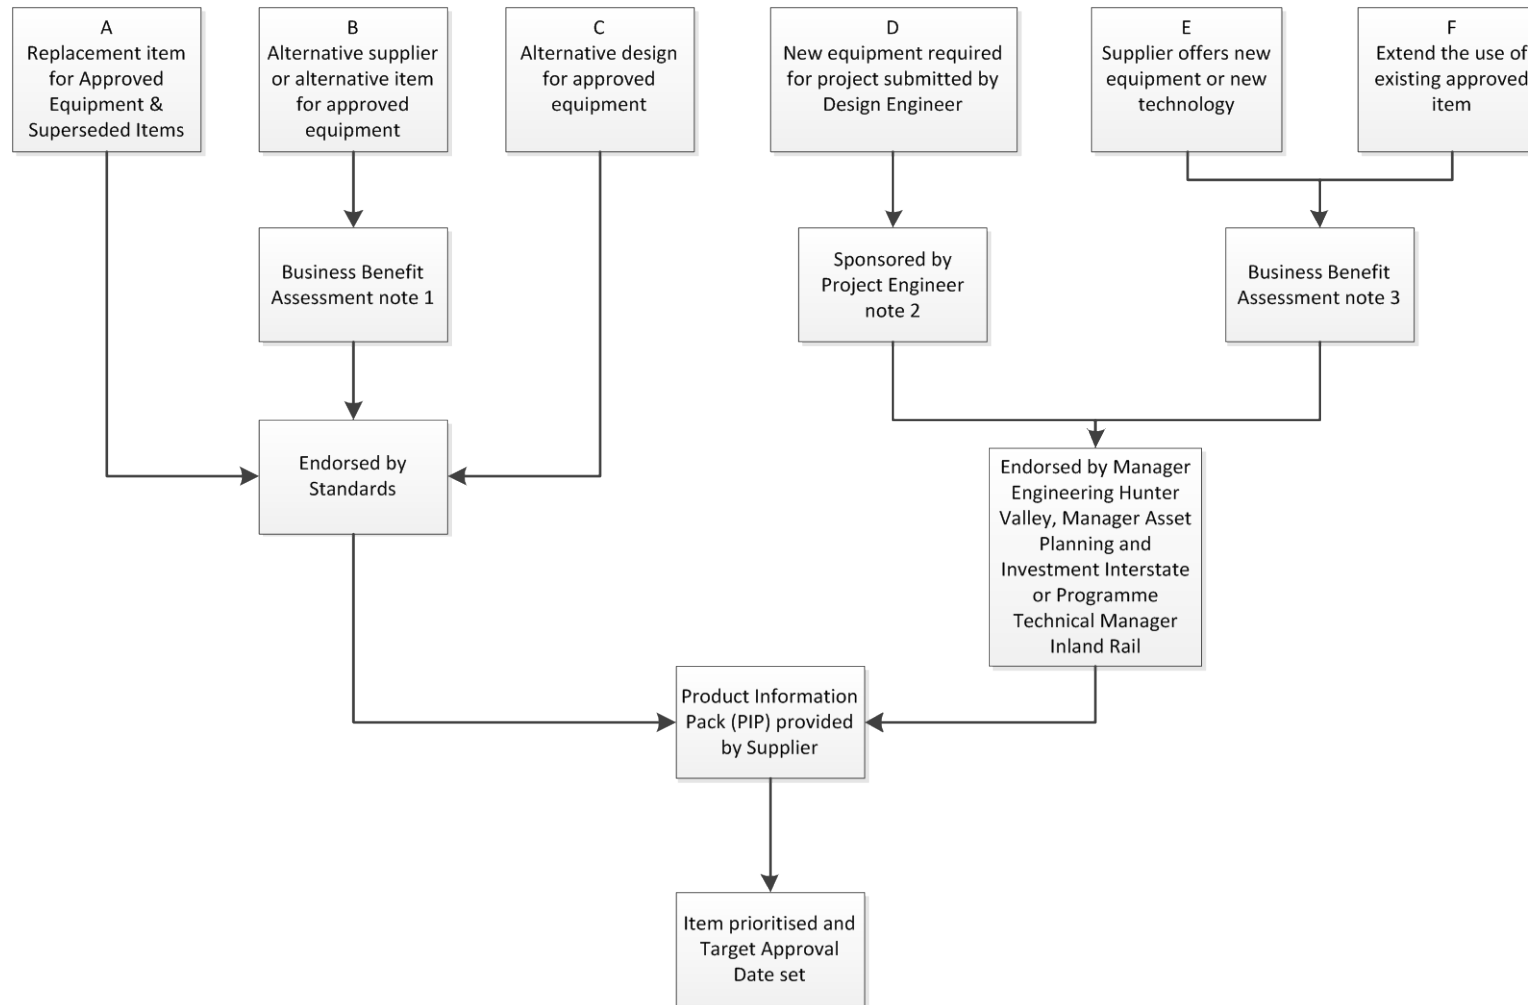 A
Replacement item
for Approved
Equipment &
Superseded Items
B
Alternative supplier
or alternative item
for approved
equipment
C
Alternative design
for approved
equipment
D
New equipment required
for project submitted by
Design Engineer
E
Supplier offers new
equipment or new
technology
F
Extend the use of
existing approved
item
Business Benefit
Assessment note 1
Sponsored by
Project Engineer
note 2
Business Benefit
Assessment note 3
Endorsed by
Standards
Endorsed by Manager
Engineering Hunter
Valley, Manager Asset
Planning and
Investment Interstate
or Programme
Technical Manager
Inland Rail
Product Information
Pack (PIP) provided
by Supplier
Item prioritised and
Target Approval
Date set